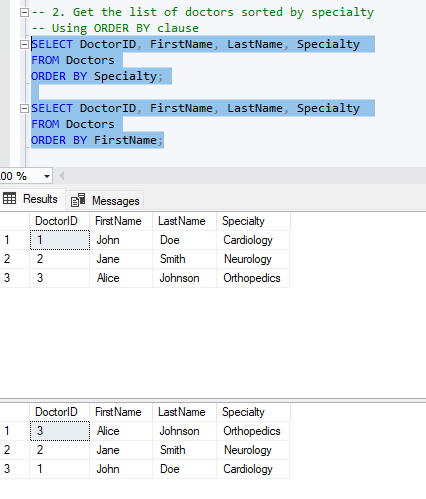 -- 2. Get the list of doctors sorted by specialty
-- Using ORDER BY clause
SELECT DoctorID, FirstName, LastName, Specialty
FROM Doctors
ORDER BY Specialty;
SELECT DoctorID, FirstName, LastName, Specialty
FROM Doctors
ORDER BY FirstName;
00 %
Results Messages
DoctorID FirstName LastName Specialty
1 1 John Doe Cardiology
2 2 Jane Smith Neurology
3 3 Alice Johnson Orthopedics
DoctorID FirstName LastName Specialty
1 3 Alice Johnson Orthopedics
2 2 Jane Smith Neurology
3 1 John Doe Cardiology